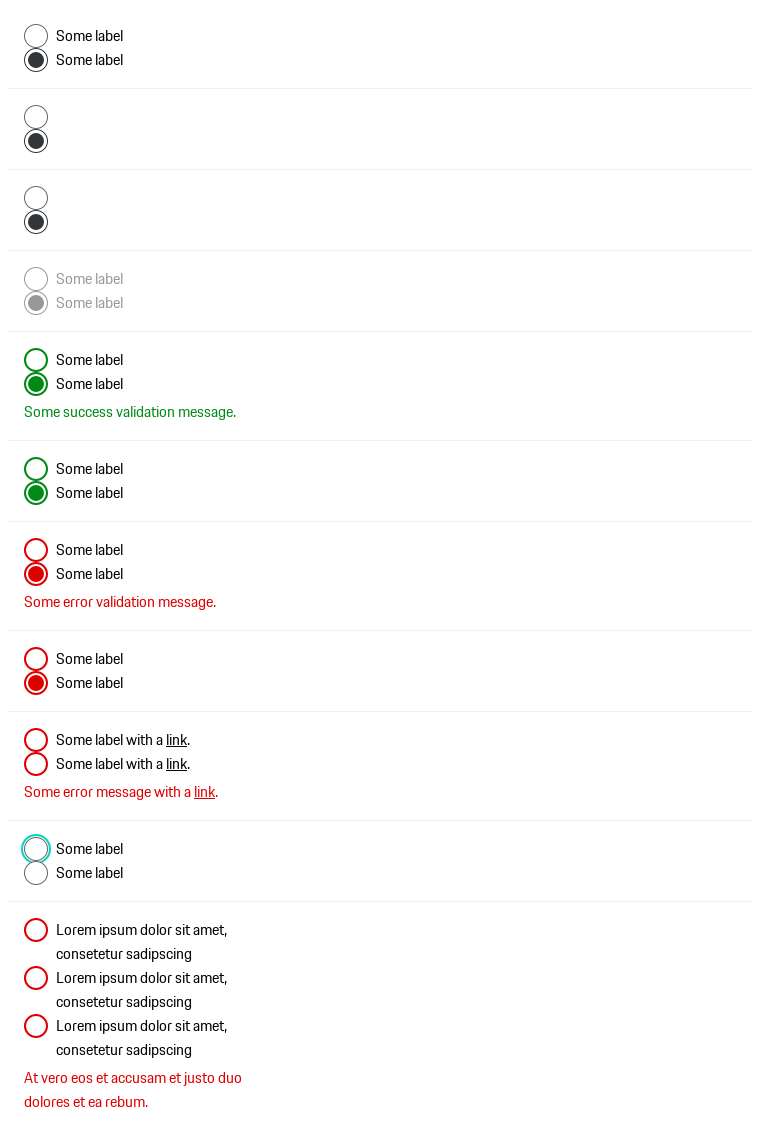 Some label
Some label
Some label
Some label
Some label
Some label
Some success validation message.
Some label
Some label
Some label
Some label
Some error validation message.
Some label
Some label
Some label with a link.
Some label with a link.
Some error message with a link.
Some label
Some label
Lorem ipsum dolor sit amet,
consetetur sadipscing
Lorem ipsum dolor sit amet,
consetetur sadipscing
Lorem ipsum dolor sit amet,
consetetur sadipscing
At vero eos et accusam et justo duo
dolores et ea rebum.